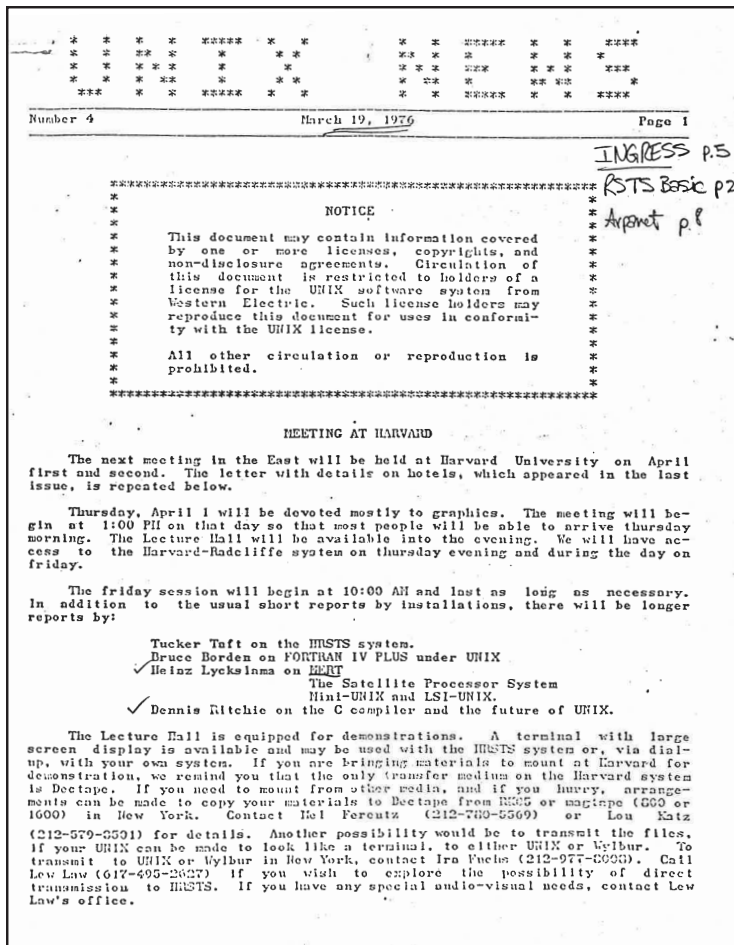 UNIX NEWS
Number 4 March 19, 1976 Page 1
INGRESS p.5
RSTS Basic p2
Arpanet p.8
NOTICE
This document may contain information covered
by one or more licenses, copyrights, and
non-disclosure agreements. Circulation of
this document is restricted to holders of a
license for the UNIX software system from
Western Electric. Such license holders may
reproduce this document for uses in conformi-
ty with the UNIX license.
All other circulation or reproduction is
prohibited.
MEETING AT HARVARD
The next meeting in the East will be held at Harvard University on April
first and second. The letter with details on hotels, which appeared in the last
issue, is repeated below.
Thursday, April 1 will be devoted mostly to graphics. The meeting will be-
gin at 1:00 PM on that day so that most people will be able to arrive thursday
morning. The Lecture Hall will be available into the evening. We will have ac-
cess to the Harvard-Radcliffe system on thursday evening and during the day on
friday.
The friday session will begin at 10:00 AM and last as long as necessary.
In addition to the usual short reports by installations, there will be longer
reports by:
Tucker Taft on the HRSTS system.
Bruce Borden on FORTRAN IV PLUS under UNIX
Heinz Lycklama on MERT
The Satellite Processor System
Mini-UNIX and LSI-UNIX.
Dennis Ritchie on the C compiler and the future of UNIX.
The Lecture Hall is equipped for demonstrations. A terminal with large
screen display is available and may be used with the HRSTS system or, via dial-
up, with your own system. If you are bringing materials to mount at Harvard for
demonstration, we remind you that the only transfer medium on the Harvard system
is Dectape. If you need to mount from other media, and if you hurry, arrange-
ments can be made to copy your materials to Dectape from or magtape (800 or
1600) in New York. Contact Mel Ferentz or Lou Katz
for details. Another possibility would be to transmit the files,
if your UNIX can be made to look like a terminal, to either UNIX or Wylbur. To
transmit to UNIX or Wylbur in New York, contact Ira Fuchs Call
Lew Law if you wish to explore the possibility of direct
transmission to HRSTS. If you have any special audio-visual needs, contact Lew
Law's office.